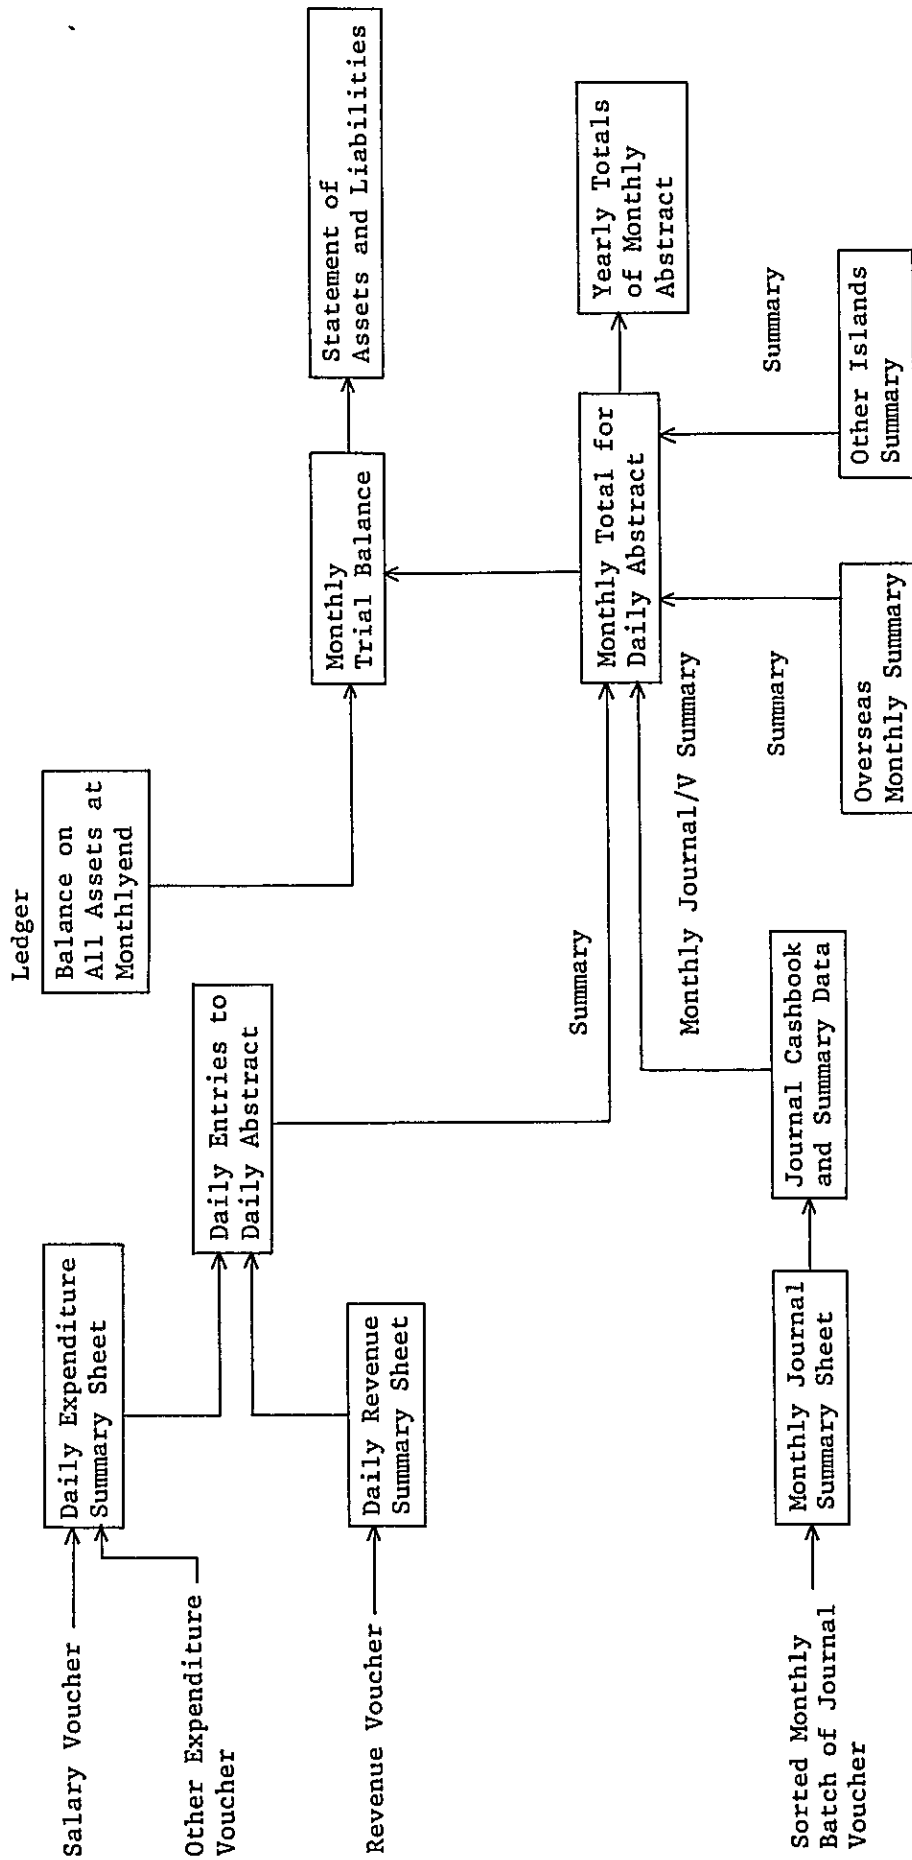 Salary Voucher
Other Expenditure
Voucher
Daily Expenditure
Summary Sheet
Revenue Voucher
Daily Revenue
Summary Sheet
Daily Entries to
Daily Abstract
Ledger
Balance on
All Assets at
Monthlyend
Monthly
Trial Balance
Statement of
Assets and Liabilities
Summary
Monthly Journal/V Summary
Monthly Total for
Daily Abstract
Yearly Totals
of Monthly
Abstract
Sorted Monthly
Batch of Journal
Voucher
Monthly Journal
Summary Sheet
Journal Cashbook
and Summary Data
Summary
Summary
Overseas
Monthly Summary
Other Islands
Summary